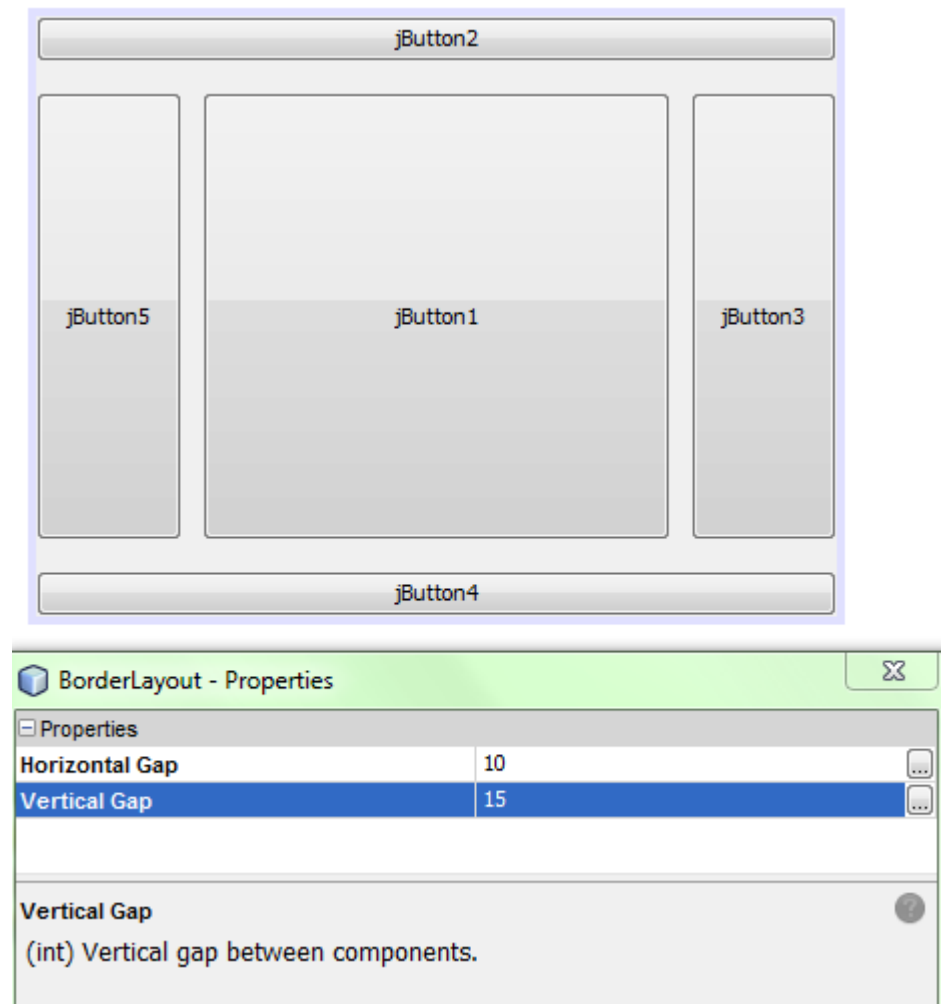 jButton2
jButton5 jButton1 jButton3
jButton4
BorderLayout - Properties
Properties
Horizontal Gap 10 ...
Vertical Gap 15 ...
Vertical Gap ?
(int) Vertical gap between components.